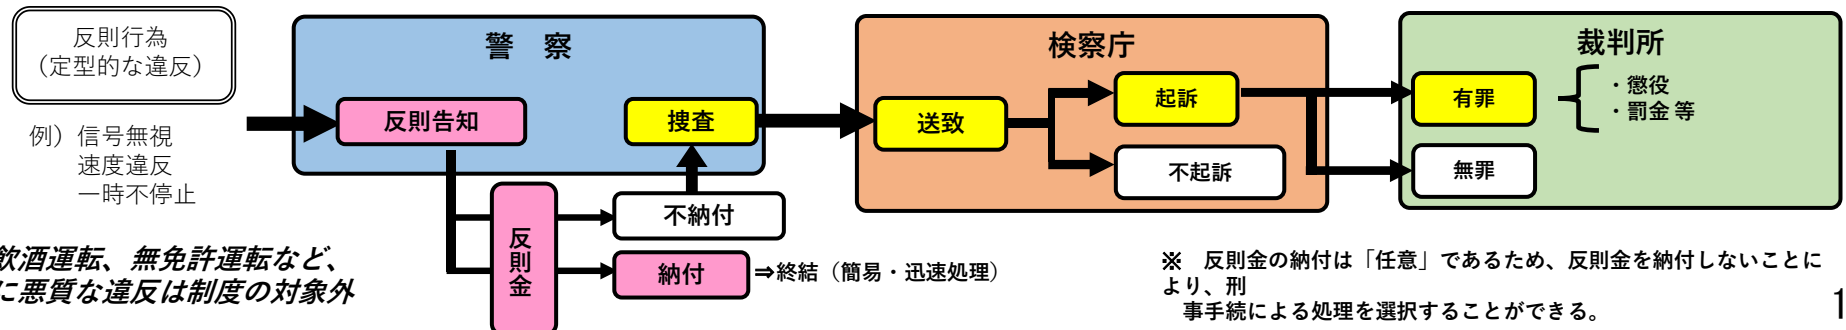 反則行為
（定型的な違反）
例）信号無視
速度違反
一時不停止
警 察
反則告知
捜査
反則金
不納付
納付
⇒終結（簡易・迅速処理）
検察庁
送致
起訴
不起訴
裁判所
有罪
・懲役
・罰金 等
無罪
飲酒運転、無免許運転など、
に悪質な違反は制度の対象外
※ 反則金の納付は「任意」であるため、反則金を納付しないことに
より、刑
事手続による処理を選択することができる。
1